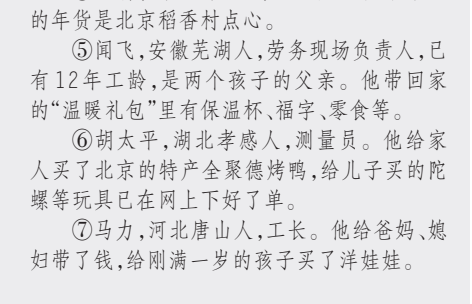 的年货是北京稻香村点心。
⑤闻飞,安徽芜湖人,劳务现场负责人,已
有12年工龄,是两个孩子的父亲。他带回家
的“温暖礼包”里有保温杯、福字、零食等。
⑥胡太平,湖北孝感人,测量员。他给家
人买了北京的特产全聚德烤鸭,给儿子买的陀
螺等玩具已在网上下好了单。
⑦马力,河北唐山人,工长。他给爸妈、媳
妇带了钱,给刚满一岁的孩子买了洋娃娃。